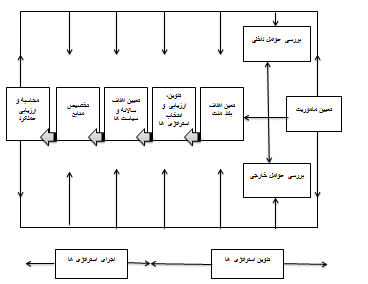 بررسی عوامل داخلی
تعیین ماموریت
تعیین اهداف
بلند مدت
تدوین،
ارزیابی و
انتخاب
استراتژی ها
تعیین اهداف
سالانه و
سیاست ها
تخصیص
منابع
محاسبه و
ارزیابی
عملکرد
بررسی عوامل خارجی
تدوین استراتژی ها
اجرای استراتژی ها